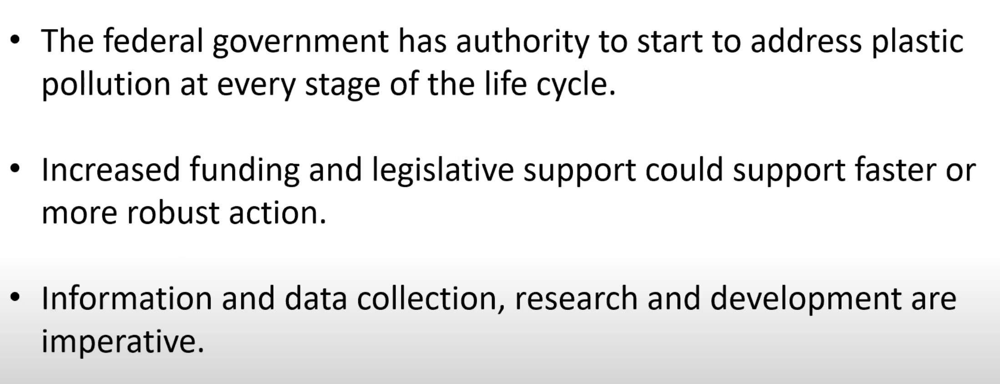 • The federal government has authority to start to address plastic
pollution at every stage of the life cycle.
• Increased funding and legislative support could support faster or
more robust action.
• Information and data collection, research and development are
imperative.